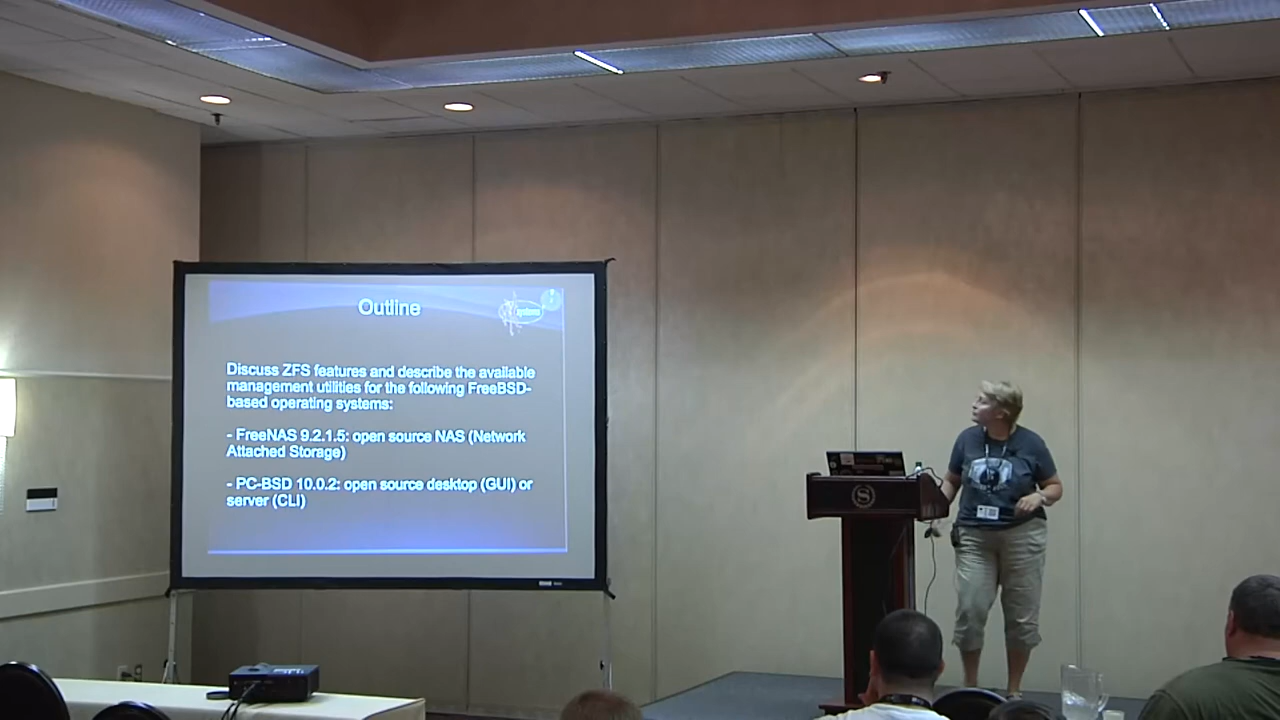 Outline
systems
Discuss ZFS features and describe the available
management utilities for the following FreeBSD-
based operating systems:
- FreeNAS 9.2.1.5: open source NAS (Network
Attached Storage)
- PC-BSD 10.0.2: open source desktop (GUI) or
server (CLI)
S